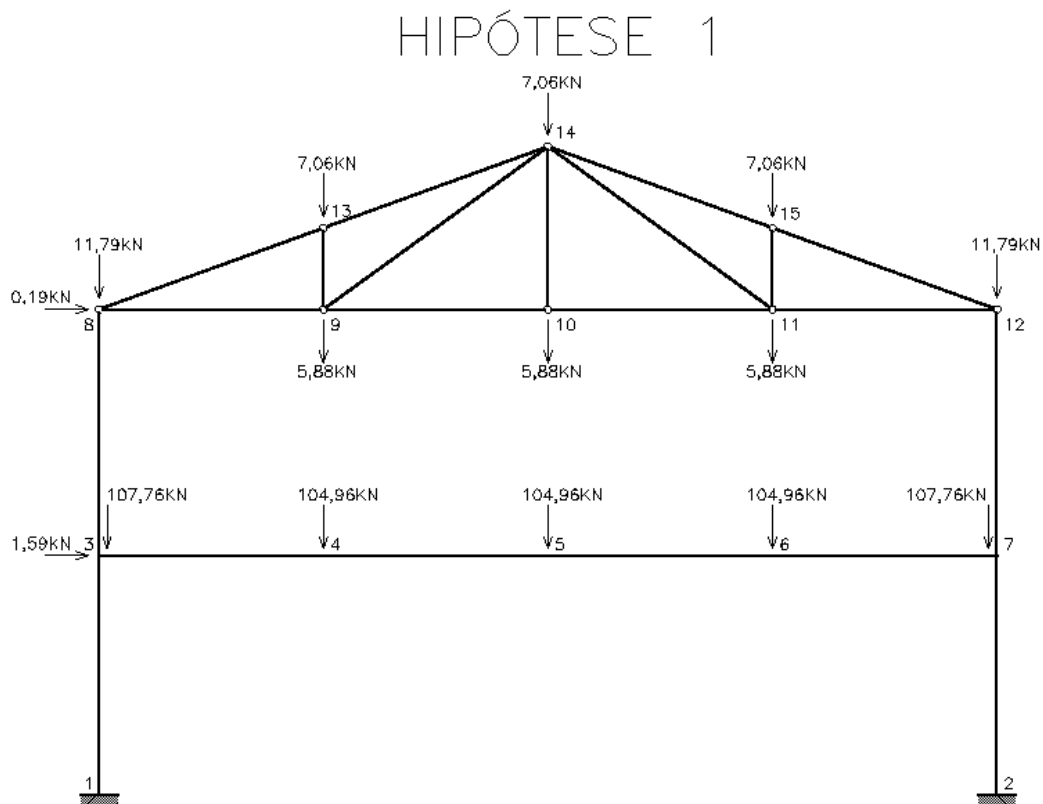 HIPÓTESE 1
7,06KN
14
7,06KN
7,06KN
13
15
11,79KN
11,79KN
0,19KN
8
9
10
11
12
5,88KN
5,88KN
5,88KN
107,76KN
104,96KN
104,96KN
104,96KN
107,76KN
1,59KN
3
4
5
6
7
1
2